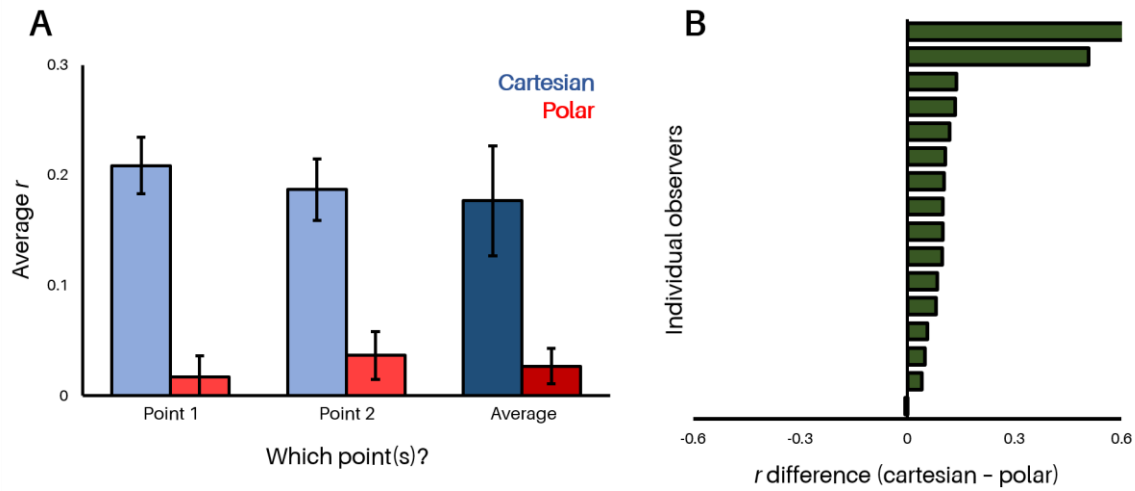 A
0.3
Cartesian
Polar
0.2
Average r
0.1
0
Point 1
Point 2
Average
Which point(s)?
B
Individual observers
-0.6
-0.3
0
0.3
0.6
r difference (cartesian – polar)